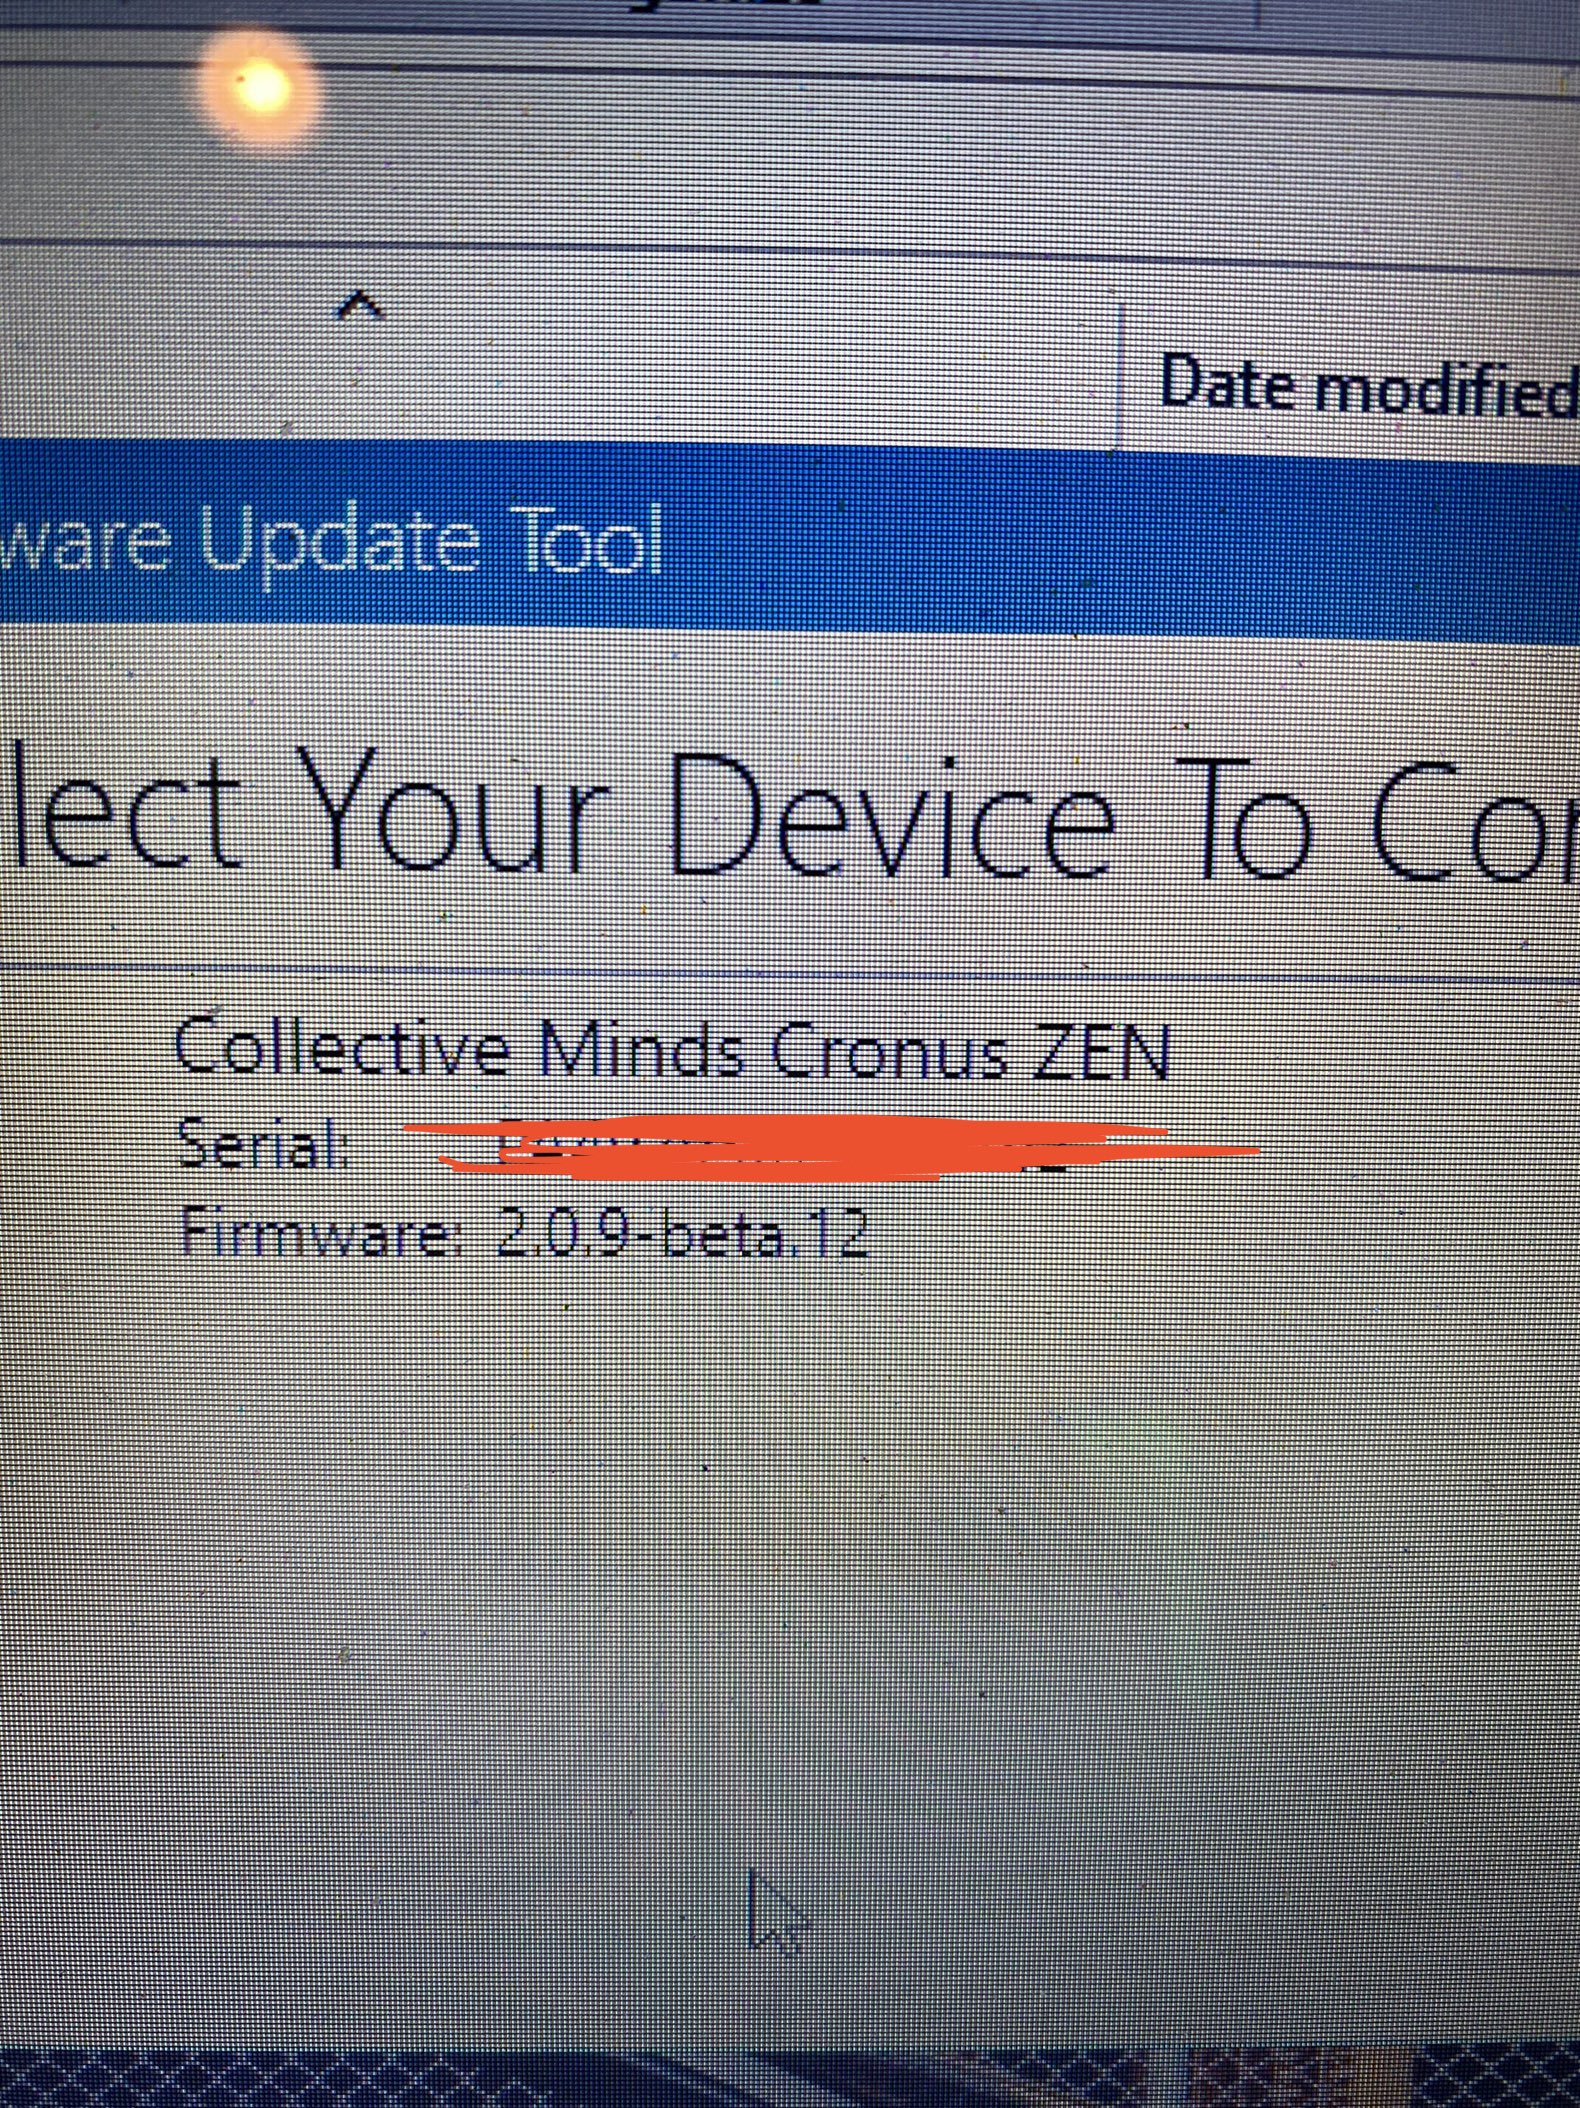 Date modified
ware Update Tool
lect Your Device To Co
Collective Minds Cronus ZEN
Serial:
Firmware: 2.0.9-beta.12